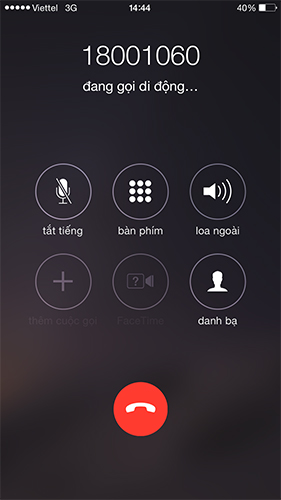 Viettel 3G 14:44 40%
18001060
đang gọi di động...
tắt tiếng bàn phím loa ngoài
thêm cuộc gọi FaceTime danh bạ